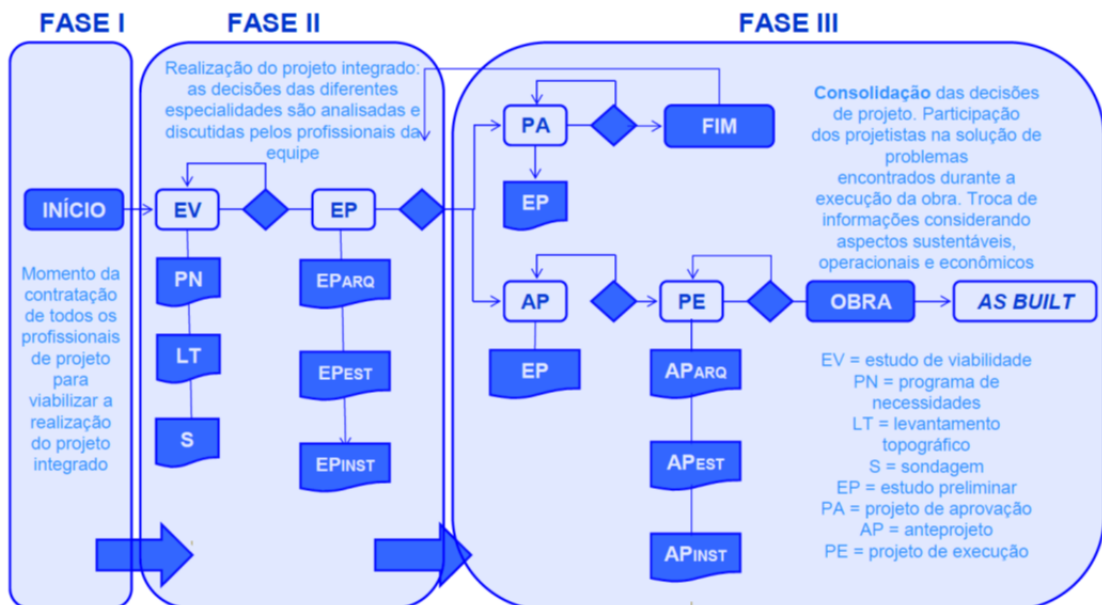 FASE I
FASE II
FASE III
INÍCIO
Momento da
contratação
de todos os
profissionais
de projeto
para
viabilizar a
realização
do projeto
integrado
Realização do projeto integrado:
as decisões das diferentes
especialidades são analisadas e
discutidas pelos profissionais da
equipe
EV
EP
PN
LT
S
EPARQ
EPEST
EPINST
PA
FIM
EP
AP
PE
OBRA
AS BUILT
EP
APARQ
APEST
APINST
Consolidação das decisões
de projeto. Participação
dos projetistas na solução de
problemas
encontrados durante a
execução da obra. Troca de
informações considerando
aspectos sustentáveis,
operacionais e econômicos
EV = estudo de viabilidade
PN = programa de
necessidades
LT = levantamento
topográfico
S = sondagem
EP = estudo preliminar
PA = projeto de aprovação
AP = anteprojeto
PE = projeto de execução